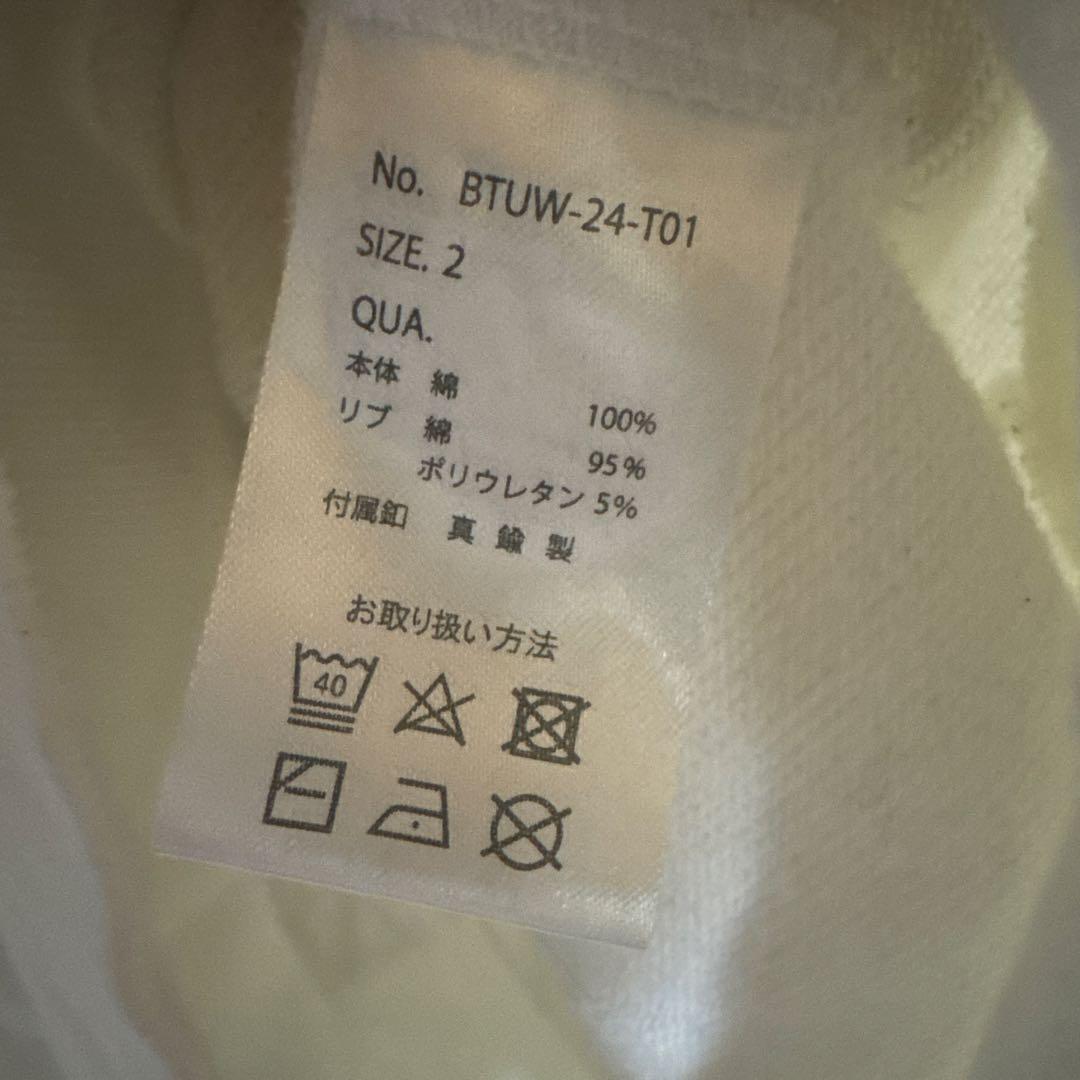 No. BTUW-24-T01
SIZE. 2
QUA.
本体 綿 100%
リブ 綿 95%
ポリウレタン 5%
付属釦 真鍮製
お取り扱い方法
40